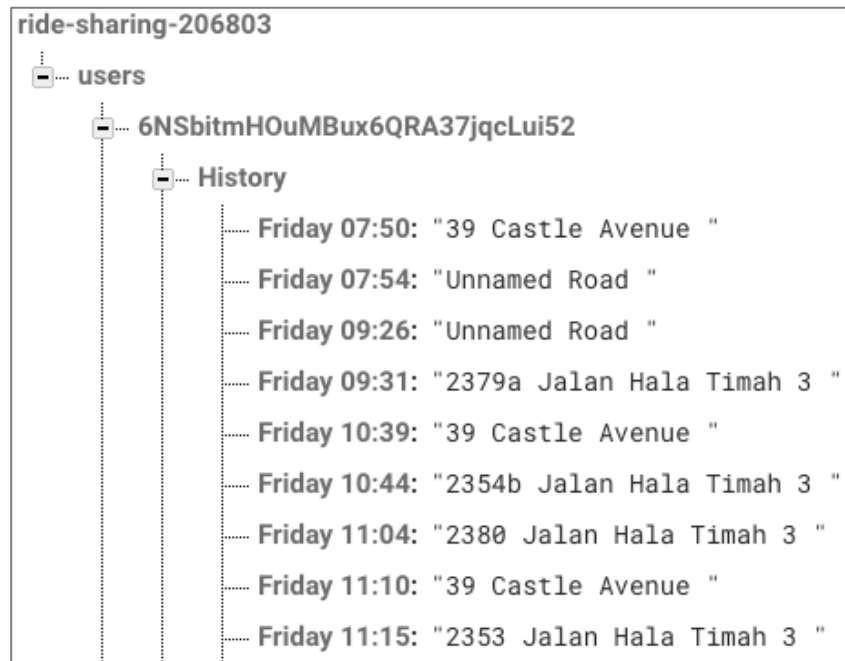 ride-sharing-206803
users
6NSbitmHOuMBux6QRA37jqcLui52
History
Friday 07:50: "39 Castle Avenue "
Friday 07:54: "Unnamed Road "
Friday 09:26: "Unnamed Road "
Friday 09:31: "2379a Jalan Hala Timah 3 "
Friday 10:39: "39 Castle Avenue "
Friday 10:44: "2354b Jalan Hala Timah 3 "
Friday 11:04: "2380 Jalan Hala Timah 3 "
Friday 11:10: "39 Castle Avenue "
Friday 11:15: "2353 Jalan Hala Timah 3 "